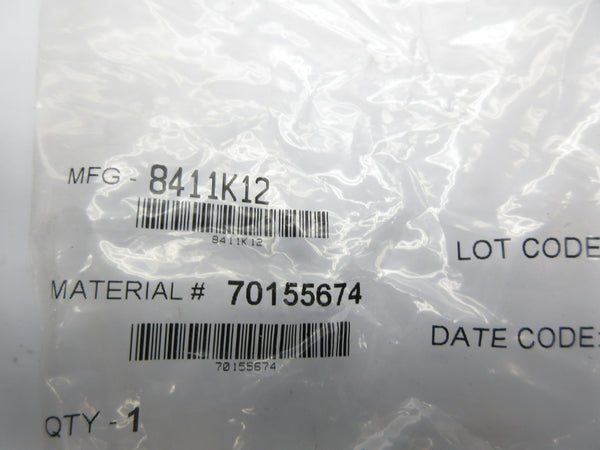 MFG - 8411K12
8411K12
LOT CODE
MATERIAL # 70155674
DATE CODE:
70155674
QTY - 1